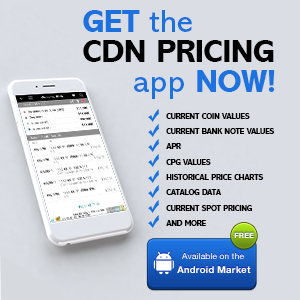 GET the
CDN PRICING
app NOW!
CURRENT COIN VALUES
CURRENT BANK NOTE VALUES
APR
CPG VALUES
HISTORICAL PRICE CHARTS
CATALOG DATA
CURRENT SPOT PRICING
AND MORE
FREE
Available on the
Android Market